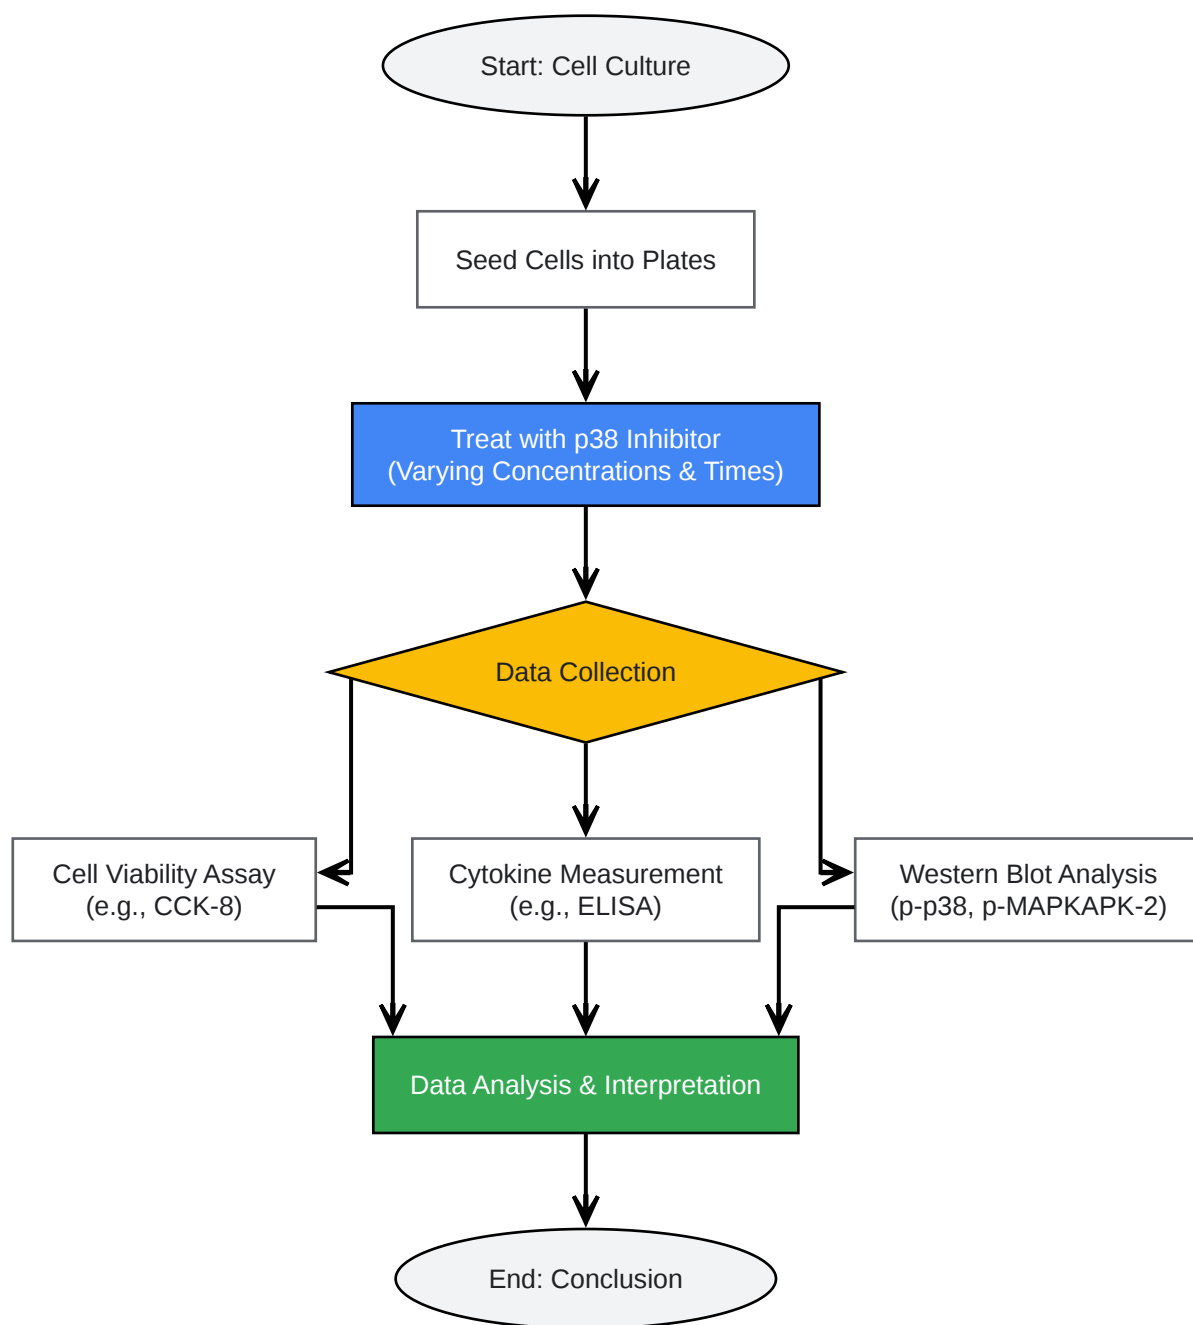 Start: Cell Culture
Seed Cells into Plates
Treat with p38 Inhibitor
(Varying Concentrations & Times)
Data Collection
Cell Viability Assay
(e.g., CCK-8)
Cytokine Measurement
(e.g., ELISA)
Western Blot Analysis
(p-p38, p-MAPKAPK-2)
Data Analysis & Interpretation
End: Conclusion